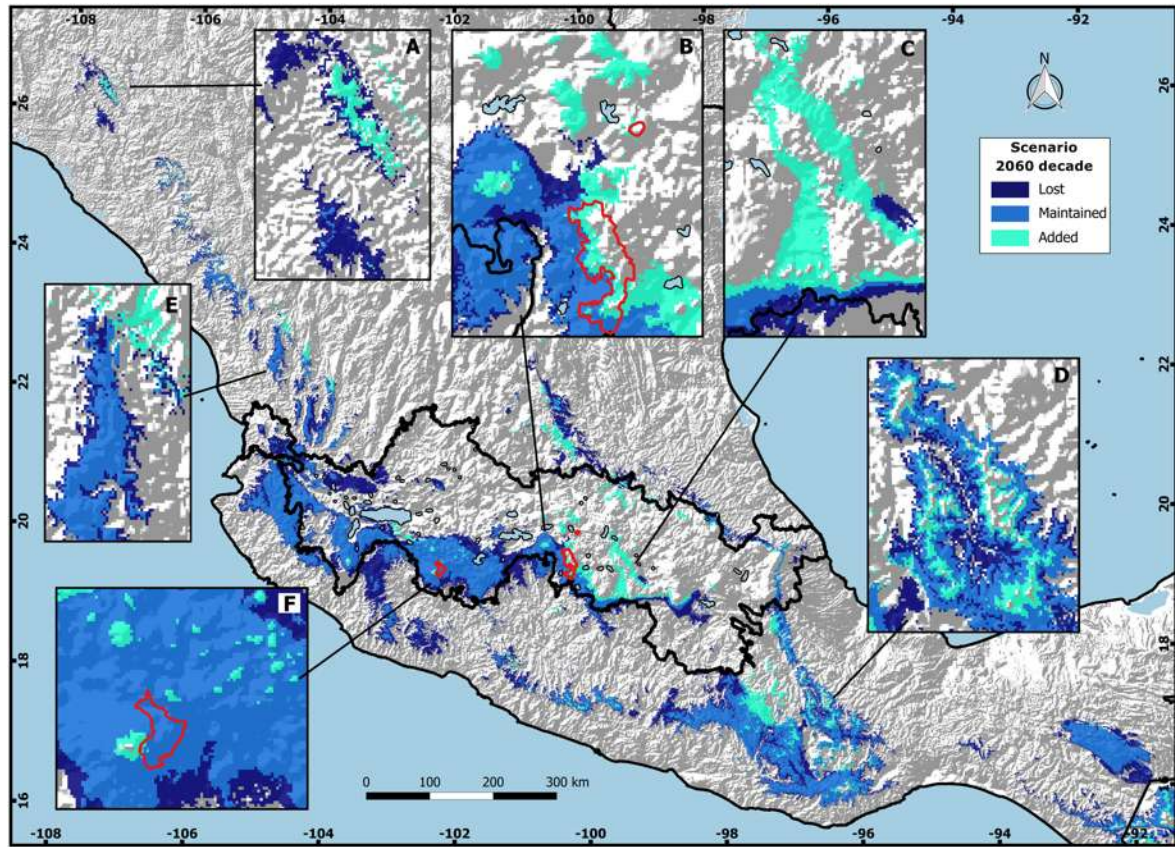 -108 -106 -104 -102 -100 -98 -96 -94 -92
A
B
C
N
26
26
Scenario
2060 decade
Lost
Maintained
Added
24
24
E
22
22
D
20
20
F
18
18
0 100 200 300 km
16
16
-108 -106 -104 -102 -100 -98 -96 -94 -92